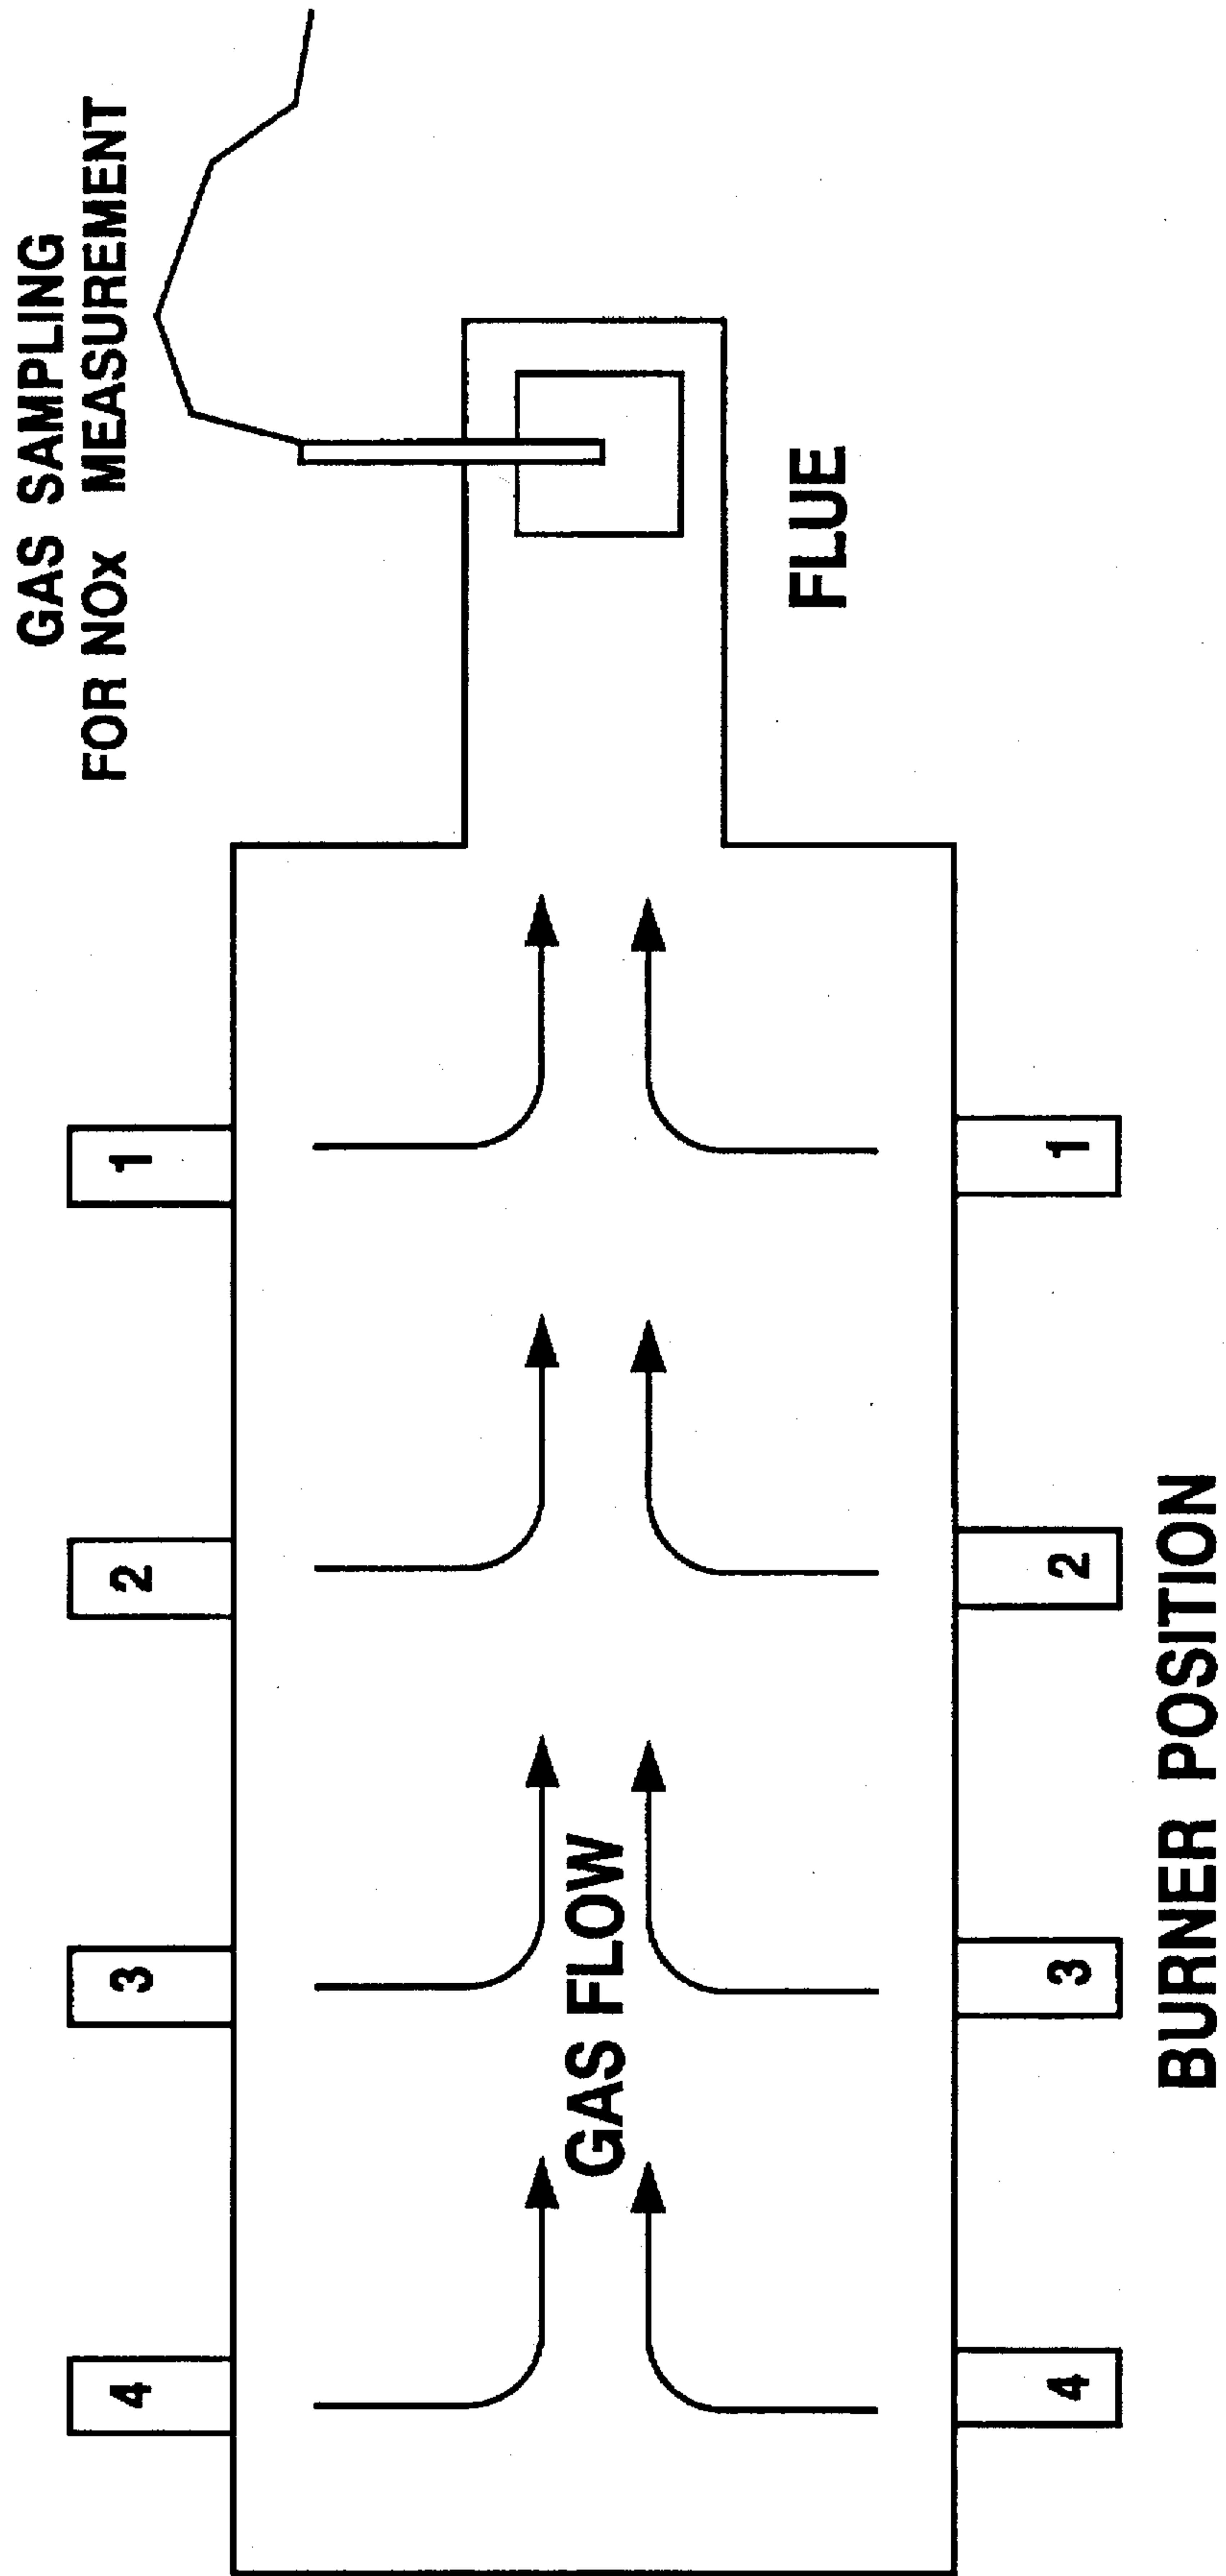 GAS SAMPLING
FOR NOx MEASUREMENT
4
3
2
1
GAS FLOW
FLUE
4
3
2
1
BURNER POSITION